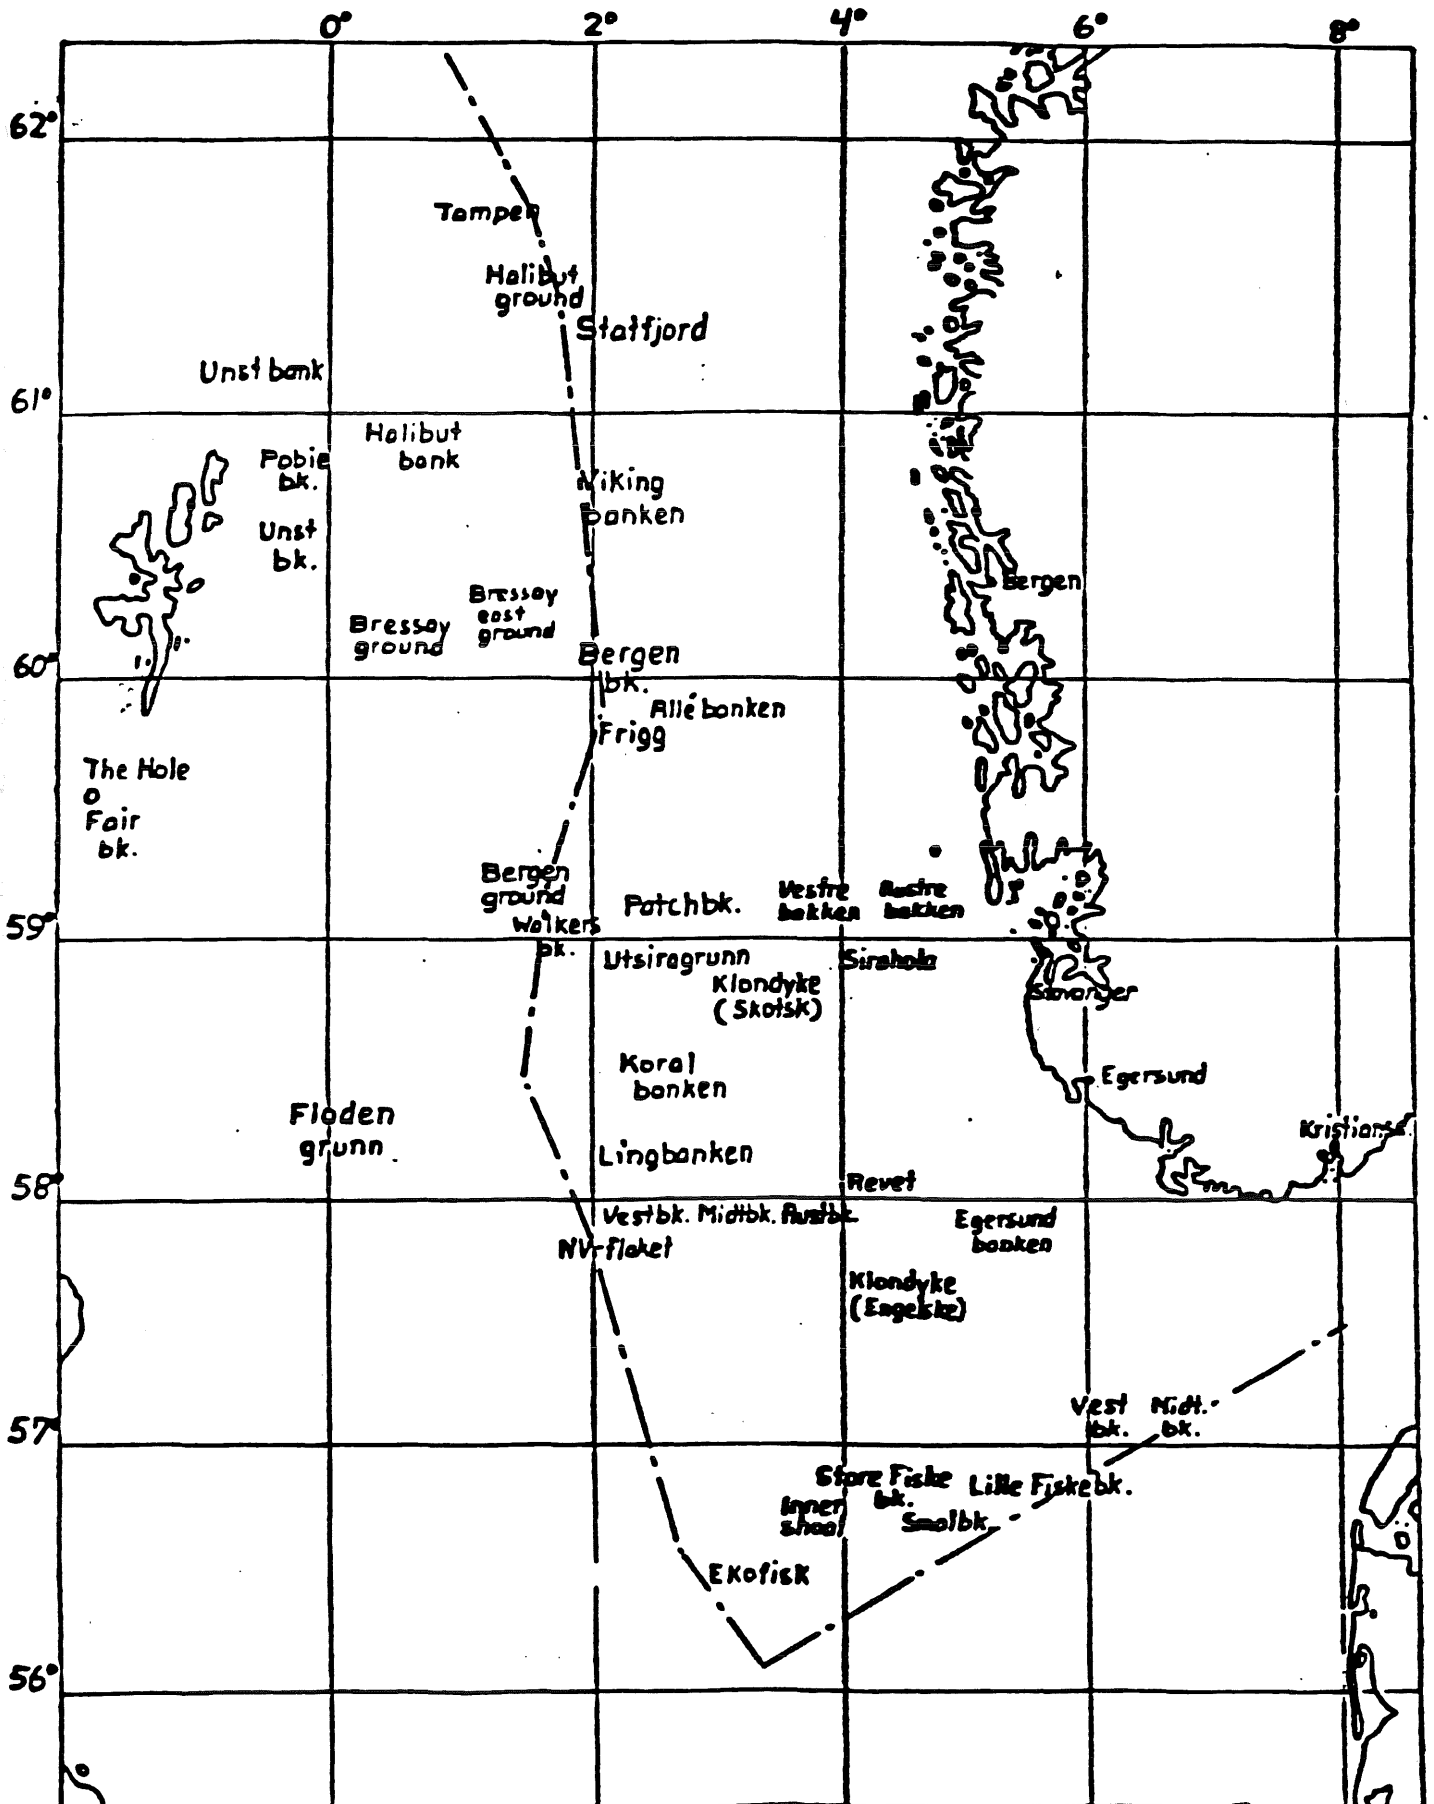 0° 2° 4° 6° 8°
62°
Tampen
Halibut
ground
Statfjord
Unst bank
61°
Halibut
bank
Pobie
bk.
Viking
banken
Unst
bk.
Bergen
Bressay
east
ground
Bressay
ground
Bergen
bk.
60°
Allé banken
Frigg
The Hole
Fair
bk.
Bergen
ground
Patchbk.
Vestre
bakken
Austre
bakken
59°
Walkers
bk.
Utsiragrunn
Sirahola
Klondyke
(Skotsk)
Stavanger
Koral
banken
Egersund
Fladen
grunn
Kristians.
Lingbanken
58°
Revet
Vestbk. Midtbk. Austbk.
Egersund
banken
NV-flaket
Klondyke
(Engelske)
Vest
bk.
Midt.
bk.
57°
Store Fiske
bk.
Lille Fiskebk.
Inner
shoal
Smalbk.
Ekofisk
56°